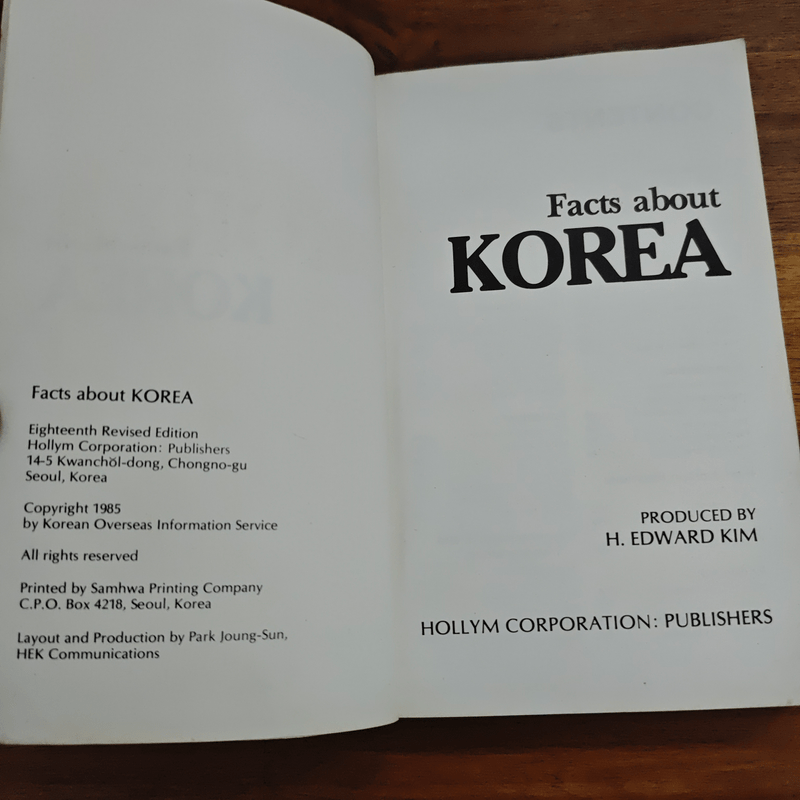 Facts about KOREA
Eighteenth Revised Edition
Hollym Corporation: Publishers
14-5 Kwanchŏl-dong, Chongno-gu
Seoul, Korea
Copyright 1985
by Korean Overseas Information Service
All rights reserved
Printed by Samhwa Printing Company
C.P.O. Box 4218, Seoul, Korea
Layout and Production by Park Joung-Sun,
HEK Communications
Facts about
KOREA
PRODUCED BY
H. EDWARD KIM
HOLLYM CORPORATION: PUBLISHERS